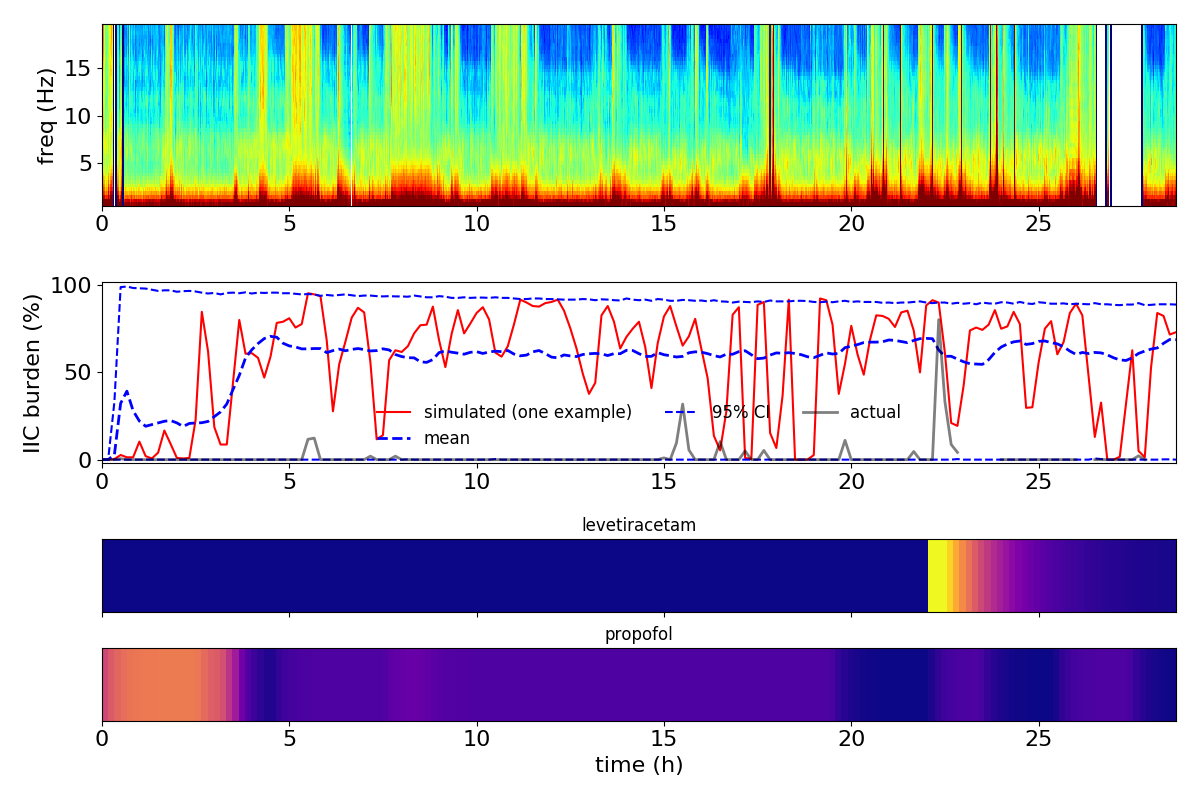 freq (Hz)
15
10
5
0 5 10 15 20 25
IIC burden (%)
100
50
0
simulated (one example) 95% CI actual
mean
0 5 10 15 20 25
levetiracetam
propofol
0 5 10 15 20 25
time (h)